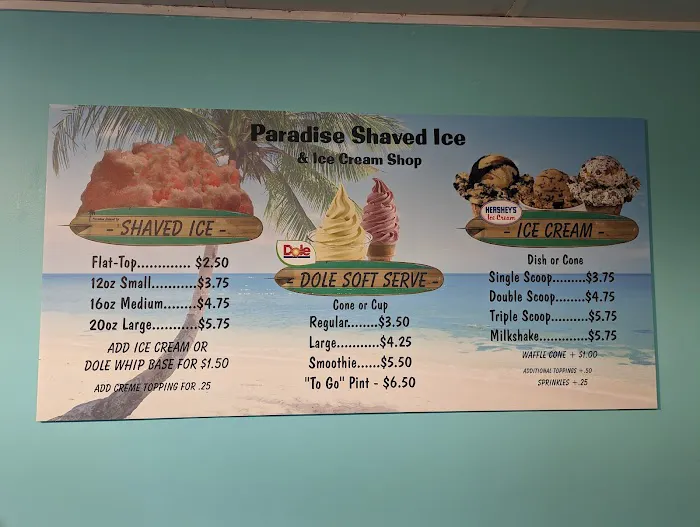 Paradise Shaved Ice
& Ice Cream Shop
- SHAVED ICE -
Flat-Top............. $2.50
12oz Small...........$3.75
16oz Medium.......$4.75
20oz Large...........$5.75
ADD ICE CREAM OR
DOLE WHIP BASE FOR $1.50
ADD CREME TOPPING FOR .25
Dole
- DOLE SOFT SERVE -
Cone or Cup
Regular........$3.50
Large...........$4.25
Smoothie......$5.50
"To Go" Pint - $6.50
HERSHEY'S
Ice Cream
- ICE CREAM -
Dish or Cone
Single Scoop.........$3.75
Double Scoop........$4.75
Triple Scoop.........$5.75
Milkshake............$5.75
WAFFLE CONE + $1.00
ADDITIONAL TOPPINGS + .50
SPRINKLES + .25